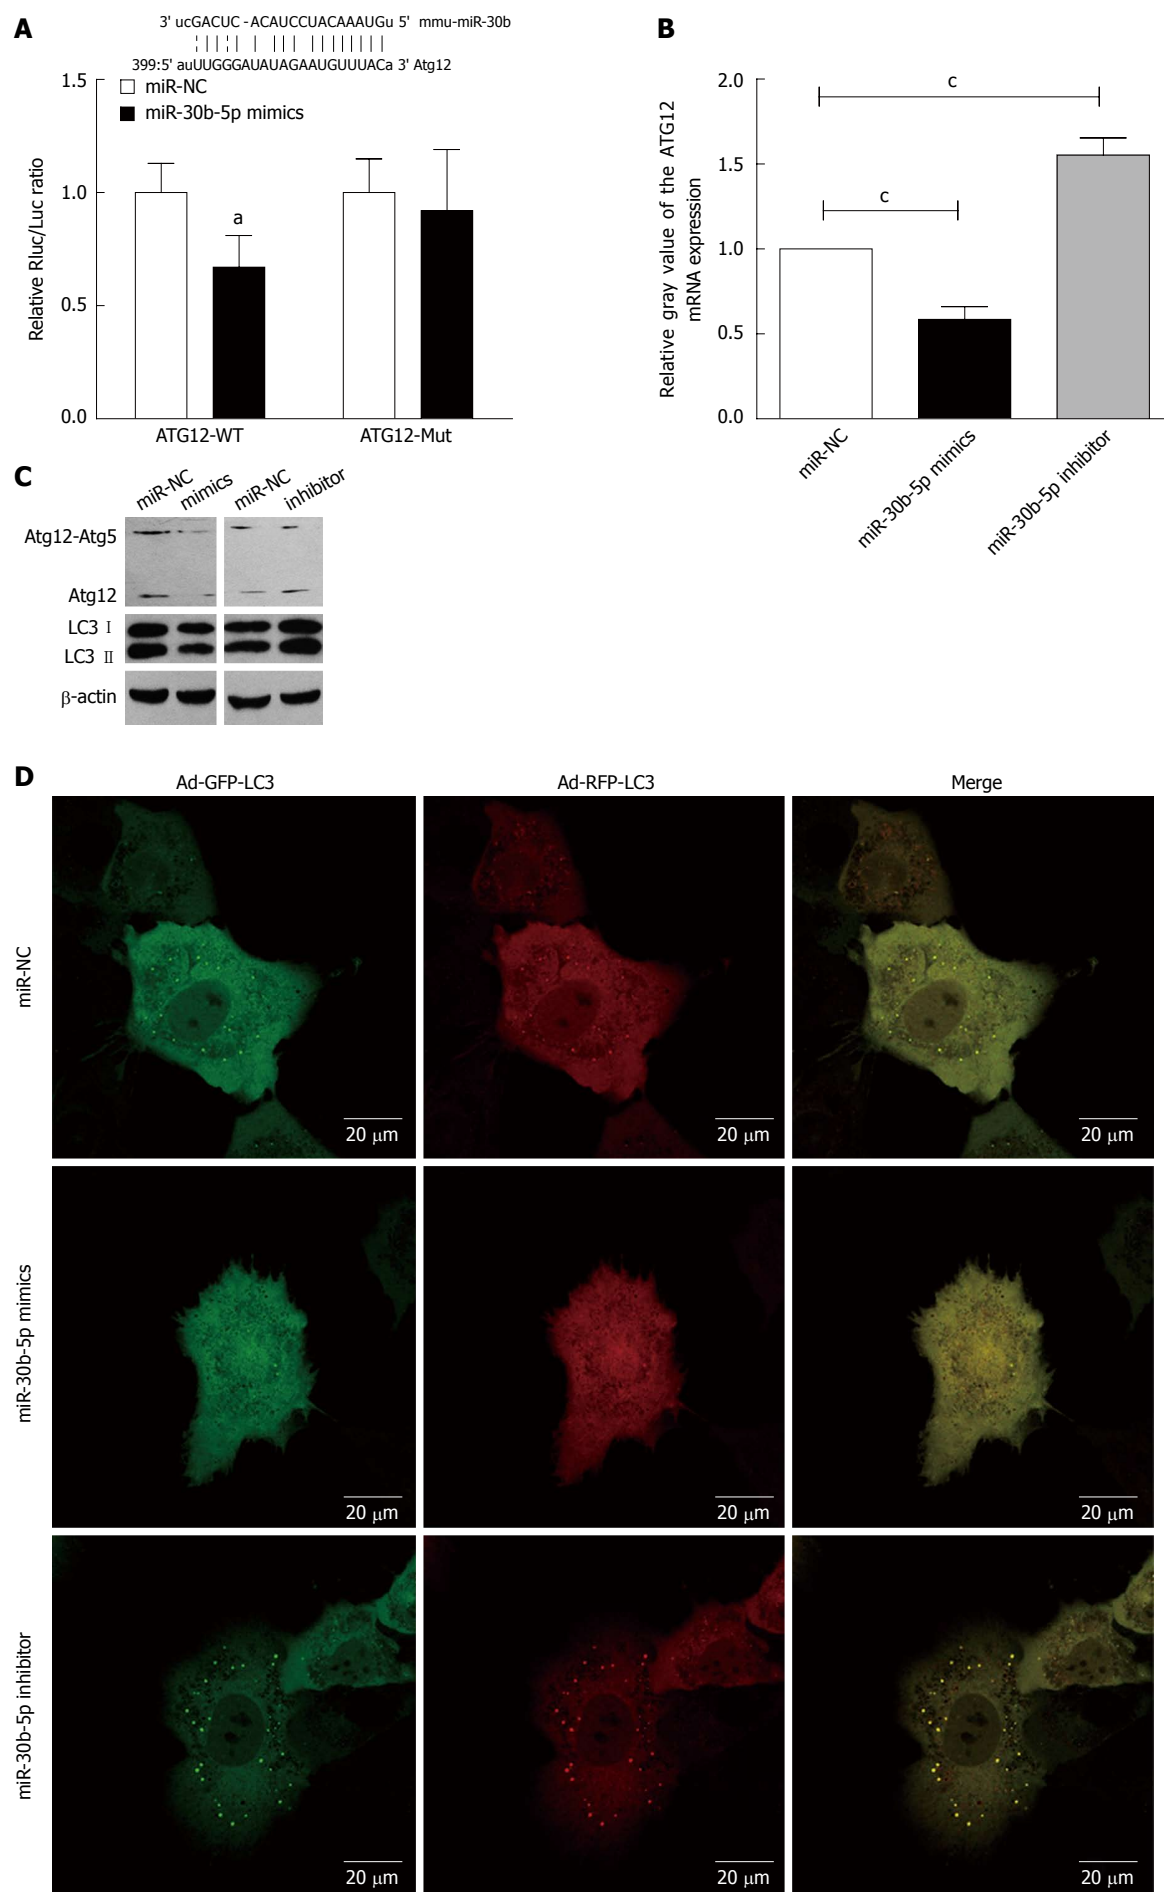 A
3' ucGACUC -ACAUCCUACAAAUGu 5' mmu-miR-30b
399:5' auUUGGGAUAUAGAAUGUUUACa 3' Atg12
miR-NC
miR-30b-5p mimics
Relative Rluc/Luc ratio
1.5
1.0
0.5
0.0
a
ATG12-WT
ATG12-Mut
B
Relative gray value of the ATG12
mRNA expression
2.0
1.5
1.0
0.5
0.0
c
c
miR-NC
miR-30b-5p mimics
miR-30b-5p inhibitor
C
miR-NC
mimics
miR-NC
inhibitor
Atg12-Atg5
Atg12
LC3 Ⅰ
LC3 Ⅱ
β-actin
D
Ad-GFP-LC3
Ad-RFP-LC3
Merge
miR-NC
20 μm
20 μm
20 μm
miR-30b-5p mimics
20 μm
20 μm
20 μm
miR-30b-5p inhibitor
20 μm
20 μm
20 μm